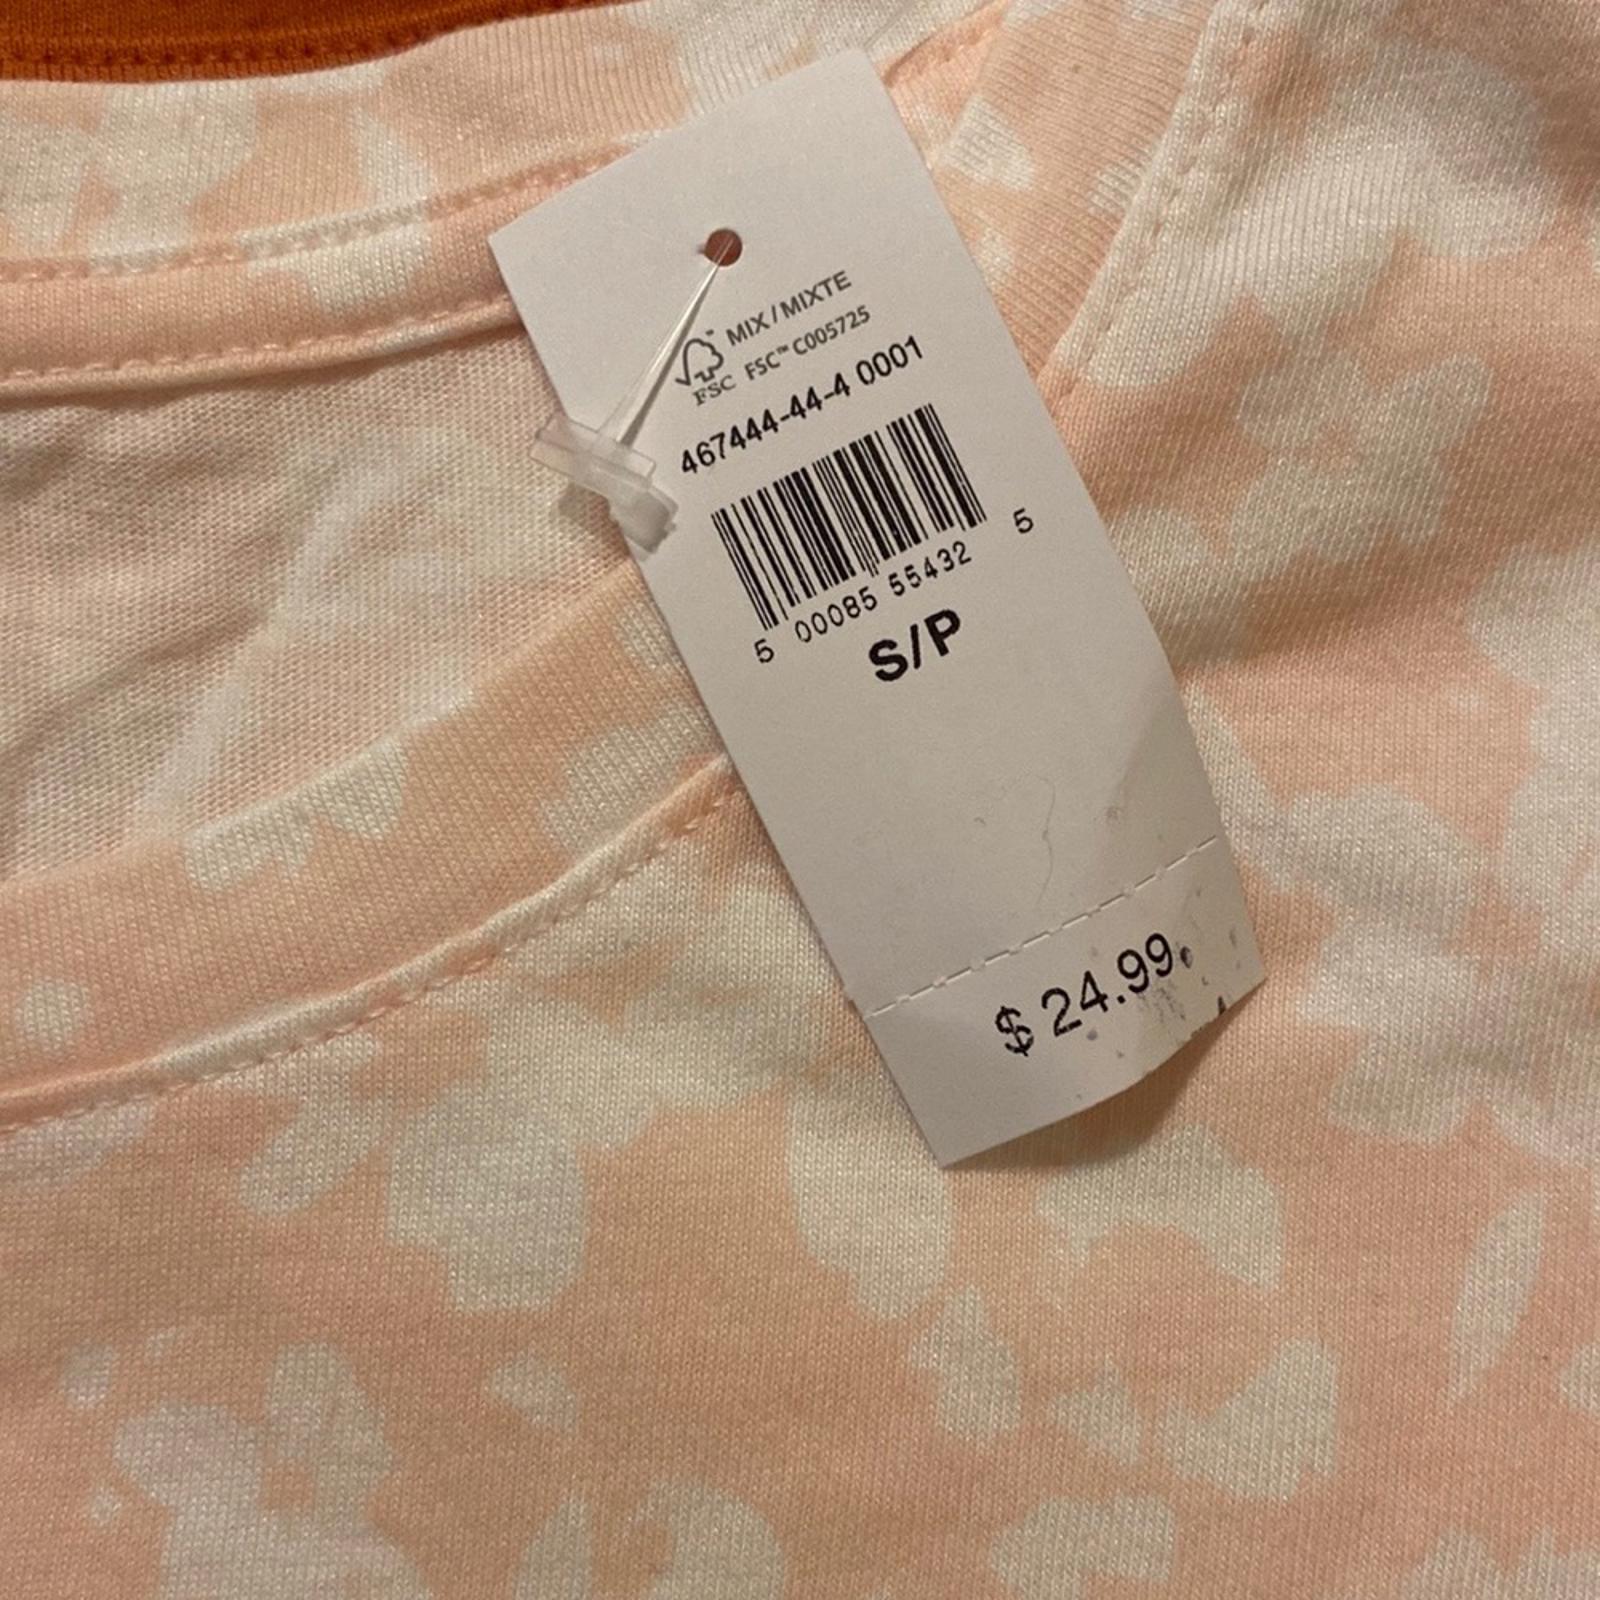 MIX / MIXTE
FSC FSC™ C005725
467444-44-4 0001
5 00085 55432 5
S/P
$ 24.99